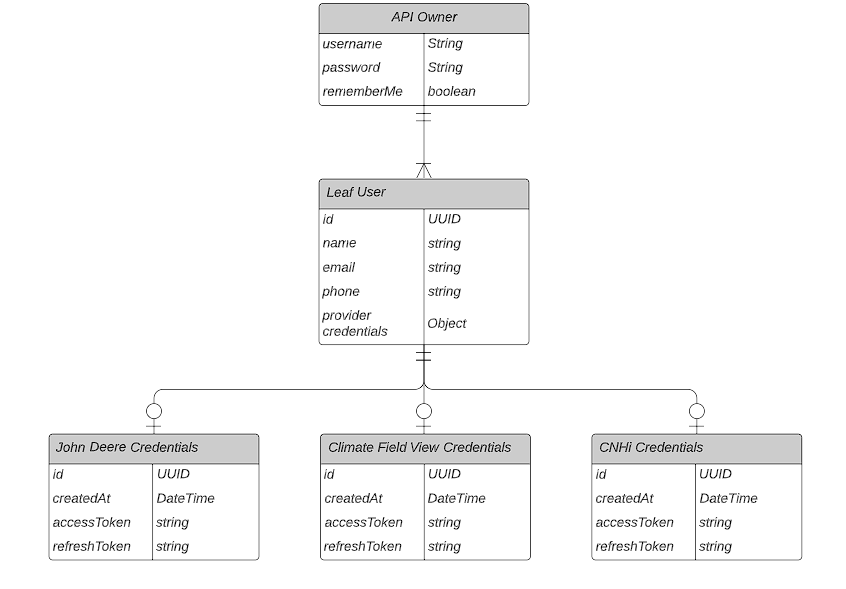 API Owner
username String
password String
rememberMe boolean
Leaf User
id UUID
name string
email string
phone string
provider
credentials Object
John Deere Credentials
id UUID
createdAt DateTime
accessToken string
refreshToken string
Climate Field View Credentials
id UUID
createdAt DateTime
accessToken string
refreshToken string
CNHi Credentials
id UUID
createdAt DateTime
accessToken string
refreshToken string